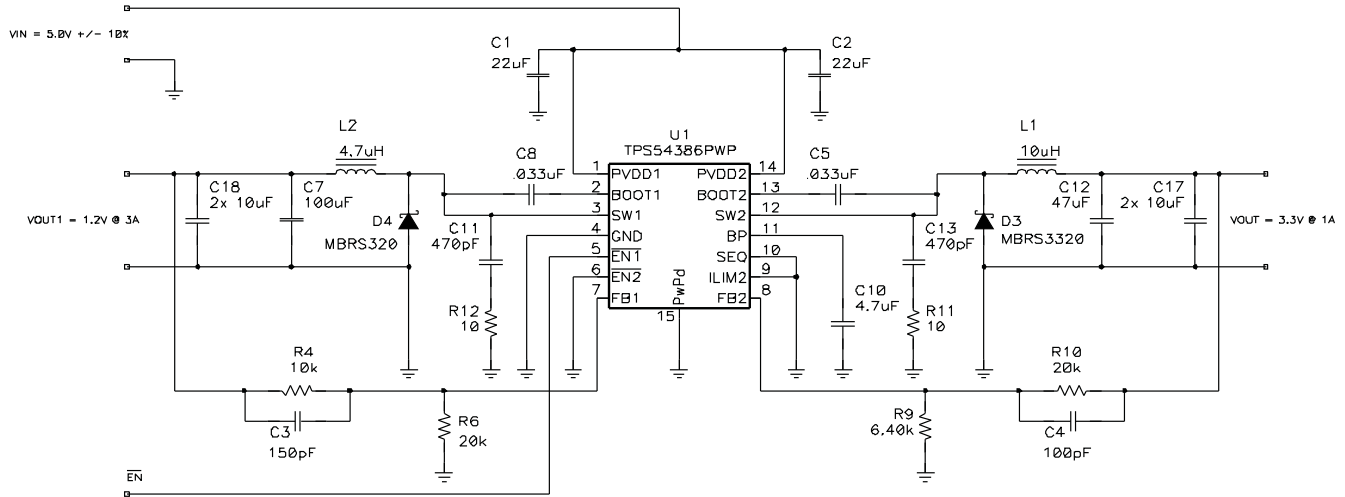 VIN = 5.0V +/- 10%
C1
22uF
C2
22uF
L2
4.7uH
L1
10uH
U1
TPS54386PWP
C8
.033uF
C5
.033uF
1
PVDD1
PVDD2
14
2
BOOT1
BOOT2
13
3
SW1
SW2
12
4
GND
BP
11
5
EN1
SEQ
10
6
EN2
ILIM2
9
7
FB1
FB2
8
PwPd
15
C18
2x 10uF
C7
100uF
D4
MBRS320
C11
470pF
R12
10
VOUT1 = 1.2V @ 3A
C13
470pF
D3
MBRS3320
C12
47uF
C17
2x 10uF
VOUT = 3.3V @ 1A
C10
4.7uF
R11
10
R4
10k
C3
150pF
R6
20k
R10
20k
C4
100pF
R9
6.40k
EN